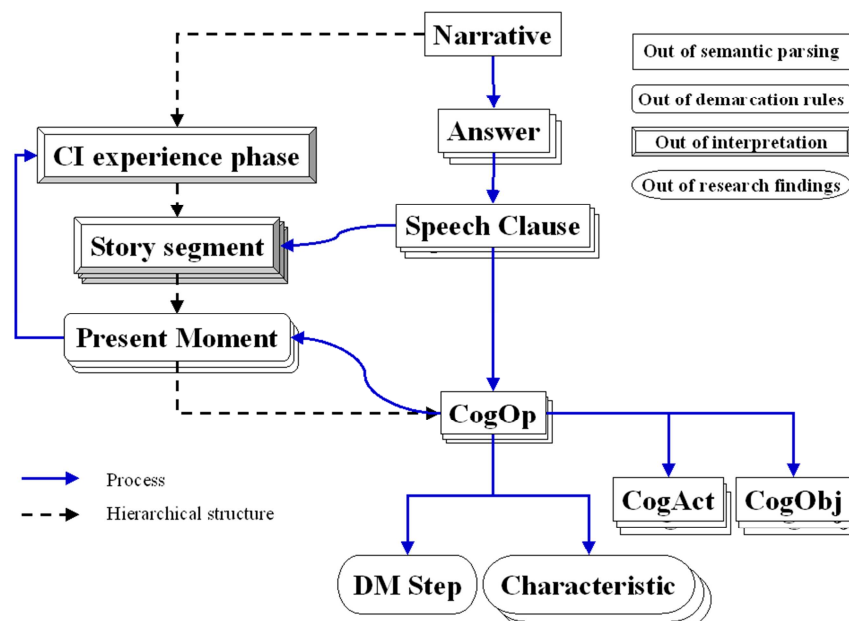 Narrative
Out of semantic parsing
Out of demarcation rules
Answer
Out of interpretation
CI experience phase
Out of research findings
Speech Clause
Story segment
Present Moment
CogOp
Process
CogAct
CogObj
Hierarchical structure
DM Step
Characteristic